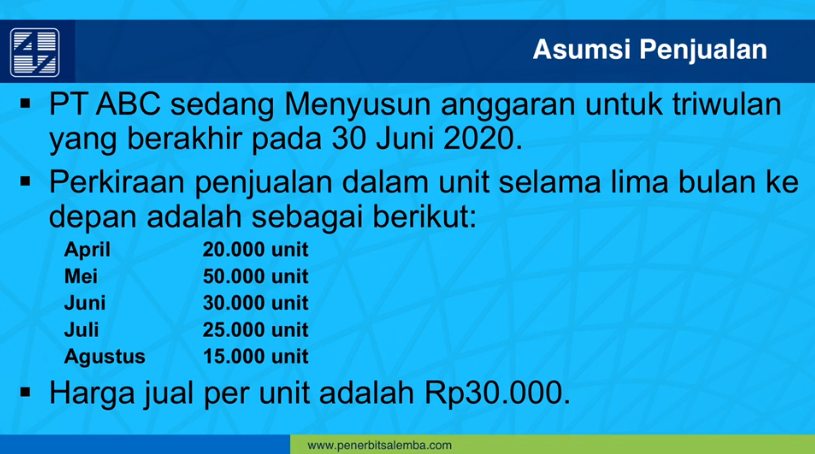 Asumsi Penjualan
▪ PT ABC sedang Menyusun anggaran untuk triwulan
yang berakhir pada 30 Juni 2020.
▪ Perkiraan penjualan dalam unit selama lima bulan ke
depan adalah sebagai berikut:
April 20.000 unit
Mei 50.000 unit
Juni 30.000 unit
Juli 25.000 unit
Agustus 15.000 unit
▪ Harga jual per unit adalah Rp30.000.
www.penerbitsalemba.com